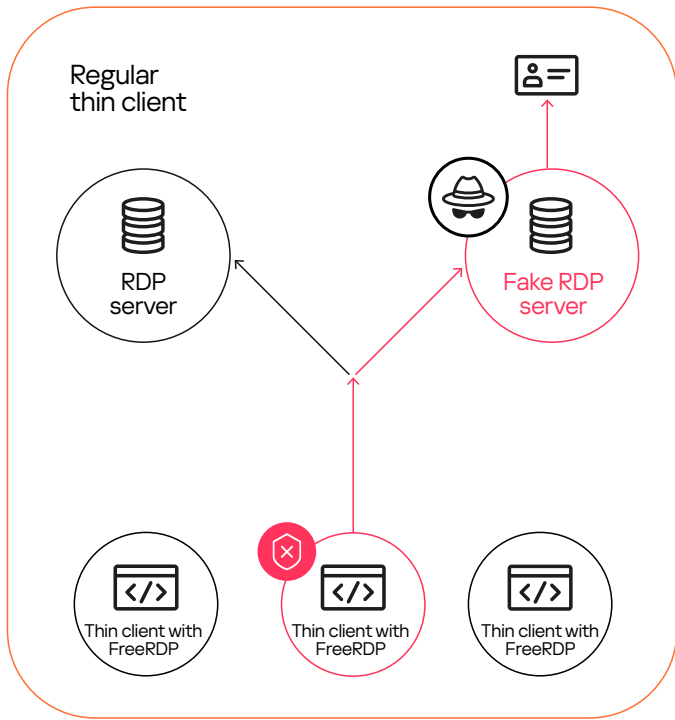 Regular
thin client
RDP
server
Fake RDP
server
Thin client with
FreeRDP
Thin client with
FreeRDP
Thin client with
FreeRDP